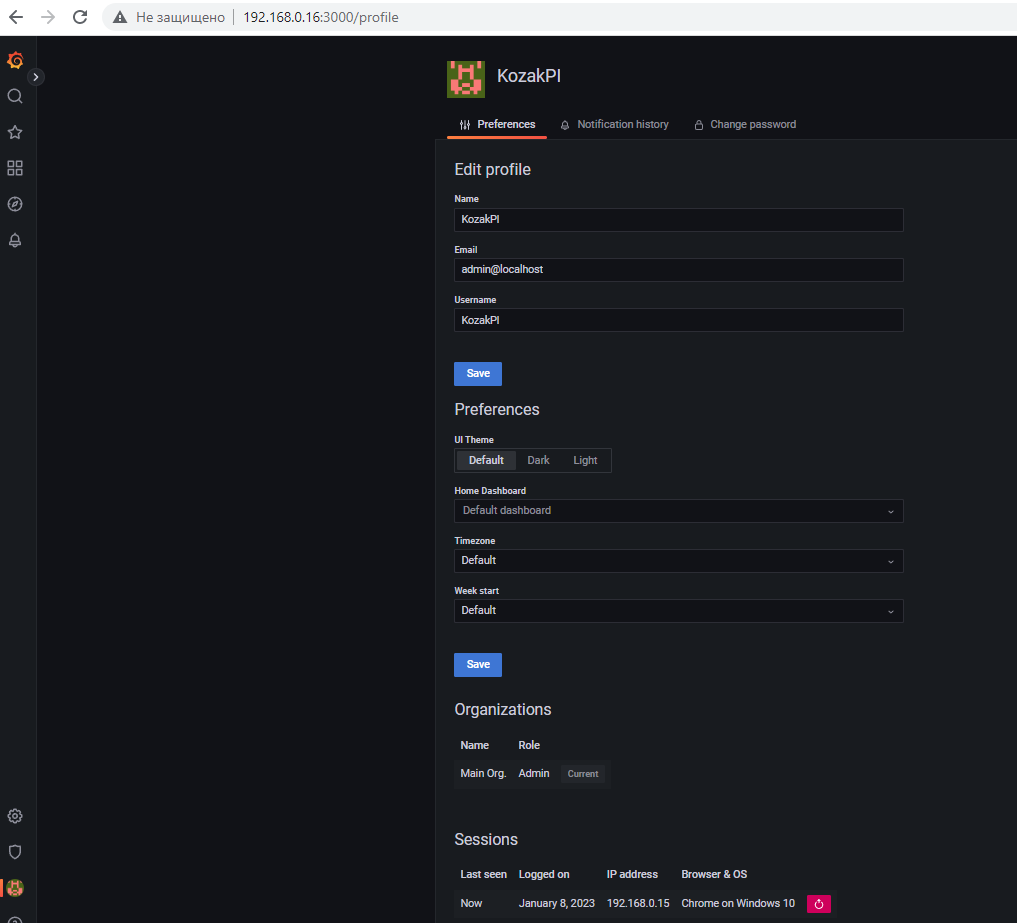 Не защищено
192.168.0.16:3000/profile
KozakPI
Preferences
Notification history
Change password
Edit profile
Name
KozakPI
Email
admin@localhost
Username
KozakPI
Save
Preferences
UI Theme
Default
Dark
Light
Home Dashboard
Default dashboard
Timezone
Default
Week start
Default
Save
Organizations
Name Role
Main Org. Admin Current
Sessions
Last seen Logged on IP address Browser & OS
Now January 8, 2023 192.168.0.15 Chrome on Windows 10